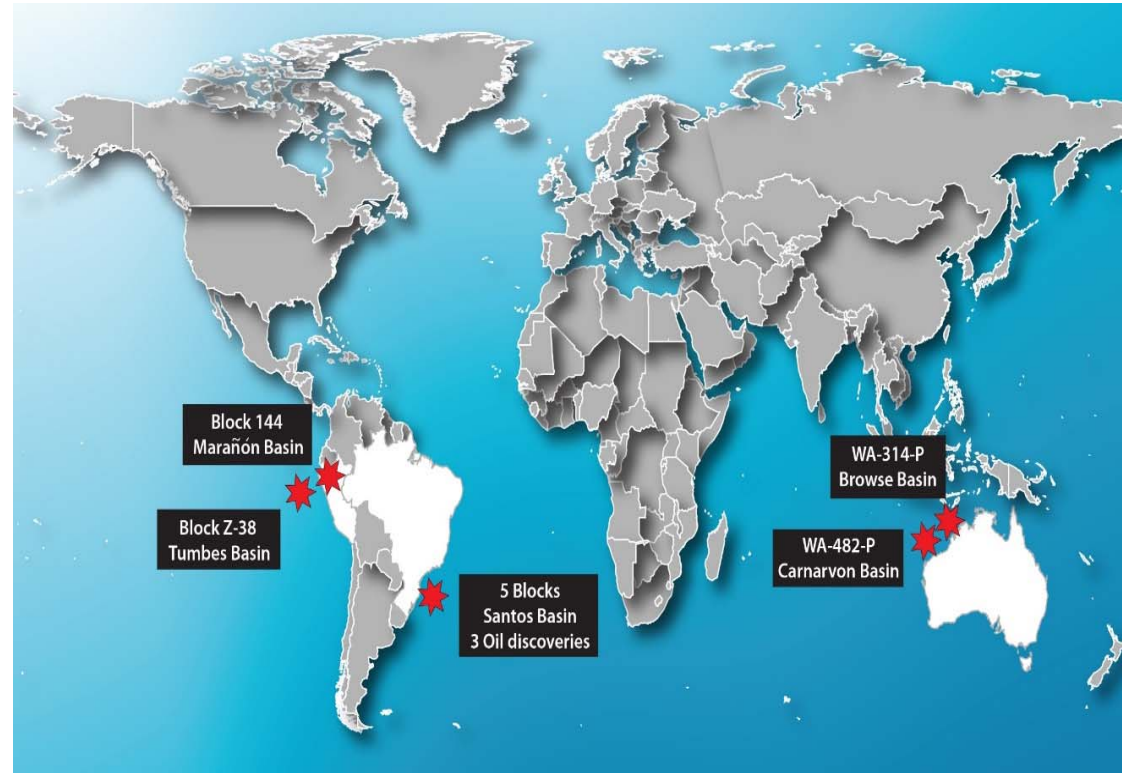 Block 144
Marañón Basin
Block Z-38
Tumbes Basin
5 Blocks
Santos Basin
3 Oil discoveries
WA-314-P
Browse Basin
WA-482-P
Carnarvon Basin